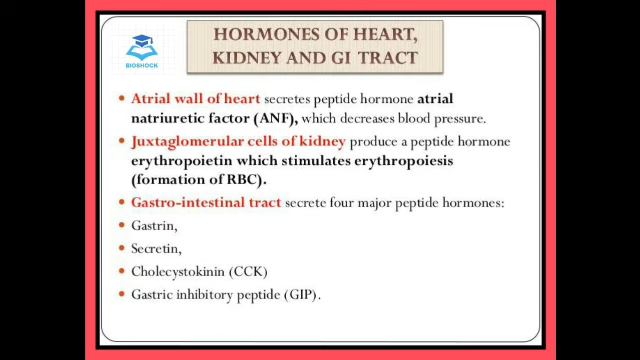 HORMONES OF HEART,
KIDNEY AND GI TRACT
BIOSHOCK
Atrial wall of heart secretes peptide hormone atrial
natriuretic factor (ANF), which decreases blood pressure.
Juxtaglomerular cells of kidney produce a peptide hormone
erythropoietin which stimulates erythropoiesis
(formation of RBC).
Gastro-intestinal tract secrete four major peptide hormones:
Gastrin,
Secretin,
Cholecystokinin (CCK)
Gastric inhibitory peptide (GIP).